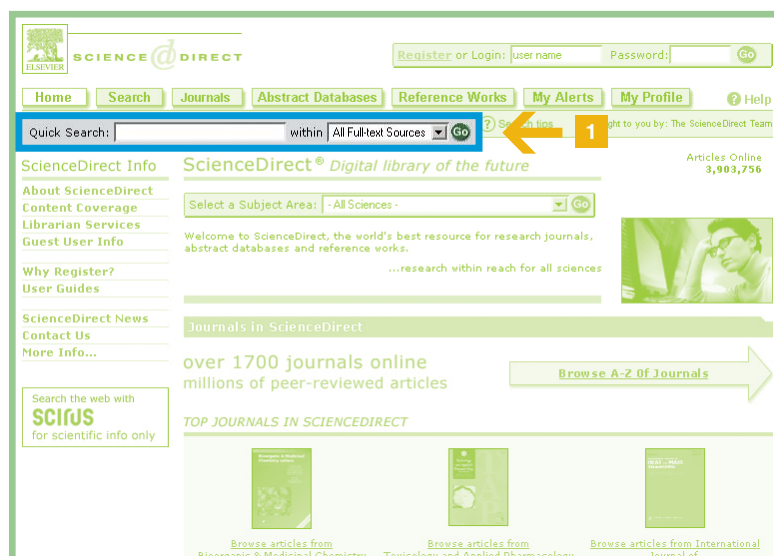 SCIENCE @ DIRECT
ELSEVIER
Register or Login: user name Password: Go
Home Search Journals Abstract Databases Reference Works My Alerts My Profile ? Help
Quick Search: within All Full-text Sources Go ? Search tips 1 ght to you by: The ScienceDirect Team
ScienceDirect Info
About ScienceDirect
Content Coverage
Librarian Services
Guest User Info
Why Register?
User Guides
ScienceDirect News
Contact Us
More Info...
Search the web with
SCIRUS
for scientific info only
ScienceDirect® Digital library of the future
Articles Online
3,903,756
Select a Subject Area: - All Sciences - Go
Welcome to ScienceDirect, the world's best resource for research journals,
abstract databases and reference works.
...research within reach for all sciences
Journals in ScienceDirect
over 1700 journals online
millions of peer-reviewed articles
Browse A-Z Of Journals
TOP JOURNALS IN SCIENCEDIRECT
Browse articles from
Bioorganic & Medicinal Chemistry
Browse articles from
Toxicology and Applied Pharmacology
Browse articles from International
Journal of